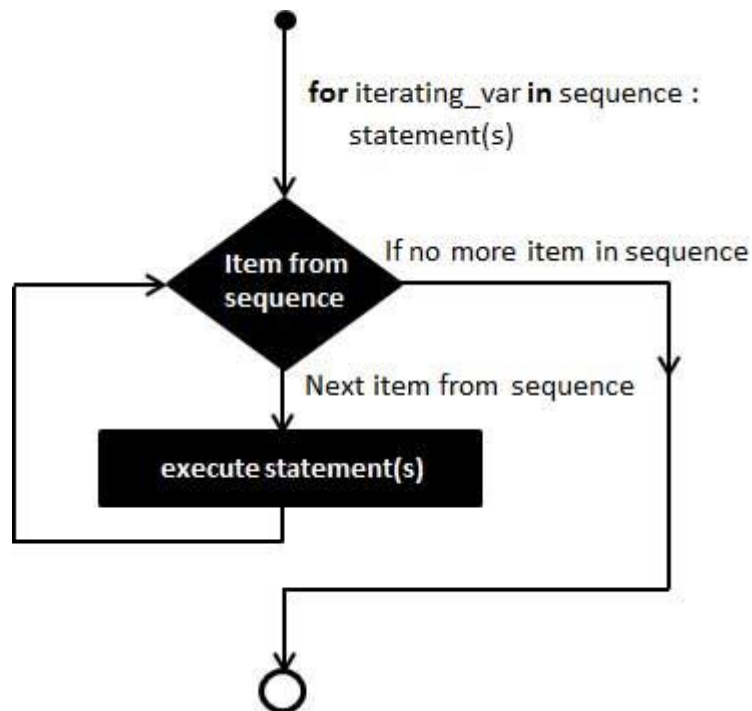 for iterating_var in sequence :
statement(s)
If no more item in sequence
Item from
sequence
Next item from sequence
execute statement(s)